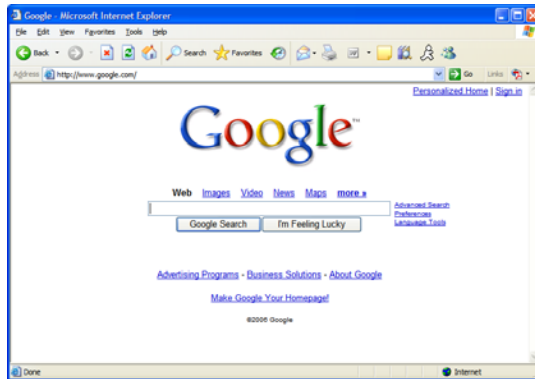 Google - Microsoft Internet Explorer
File Edit View Favorites Tools Help
Back Search Favorites
Address http://www.google.com/ Go Links
Personalized Home | Sign in
Google™
Web Images Video News Maps more »
Advanced Search
Preferences
Language Tools
Google Search I'm Feeling Lucky
Advertising Programs - Business Solutions - About Google
Make Google Your Homepage!
©2006 Google
Done Internet